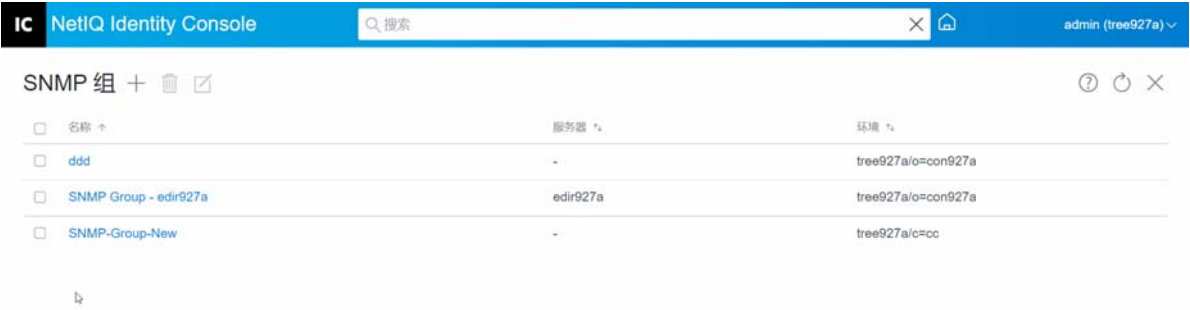 IC NetIQ Identity Console 搜索 admin (tree927a)
SNMP 组
名称 服务器 环境
ddd - tree927a/o=con927a
SNMP Group - edir927a edir927a tree927a/o=con927a
SNMP-Group-New - tree927a/c=cc